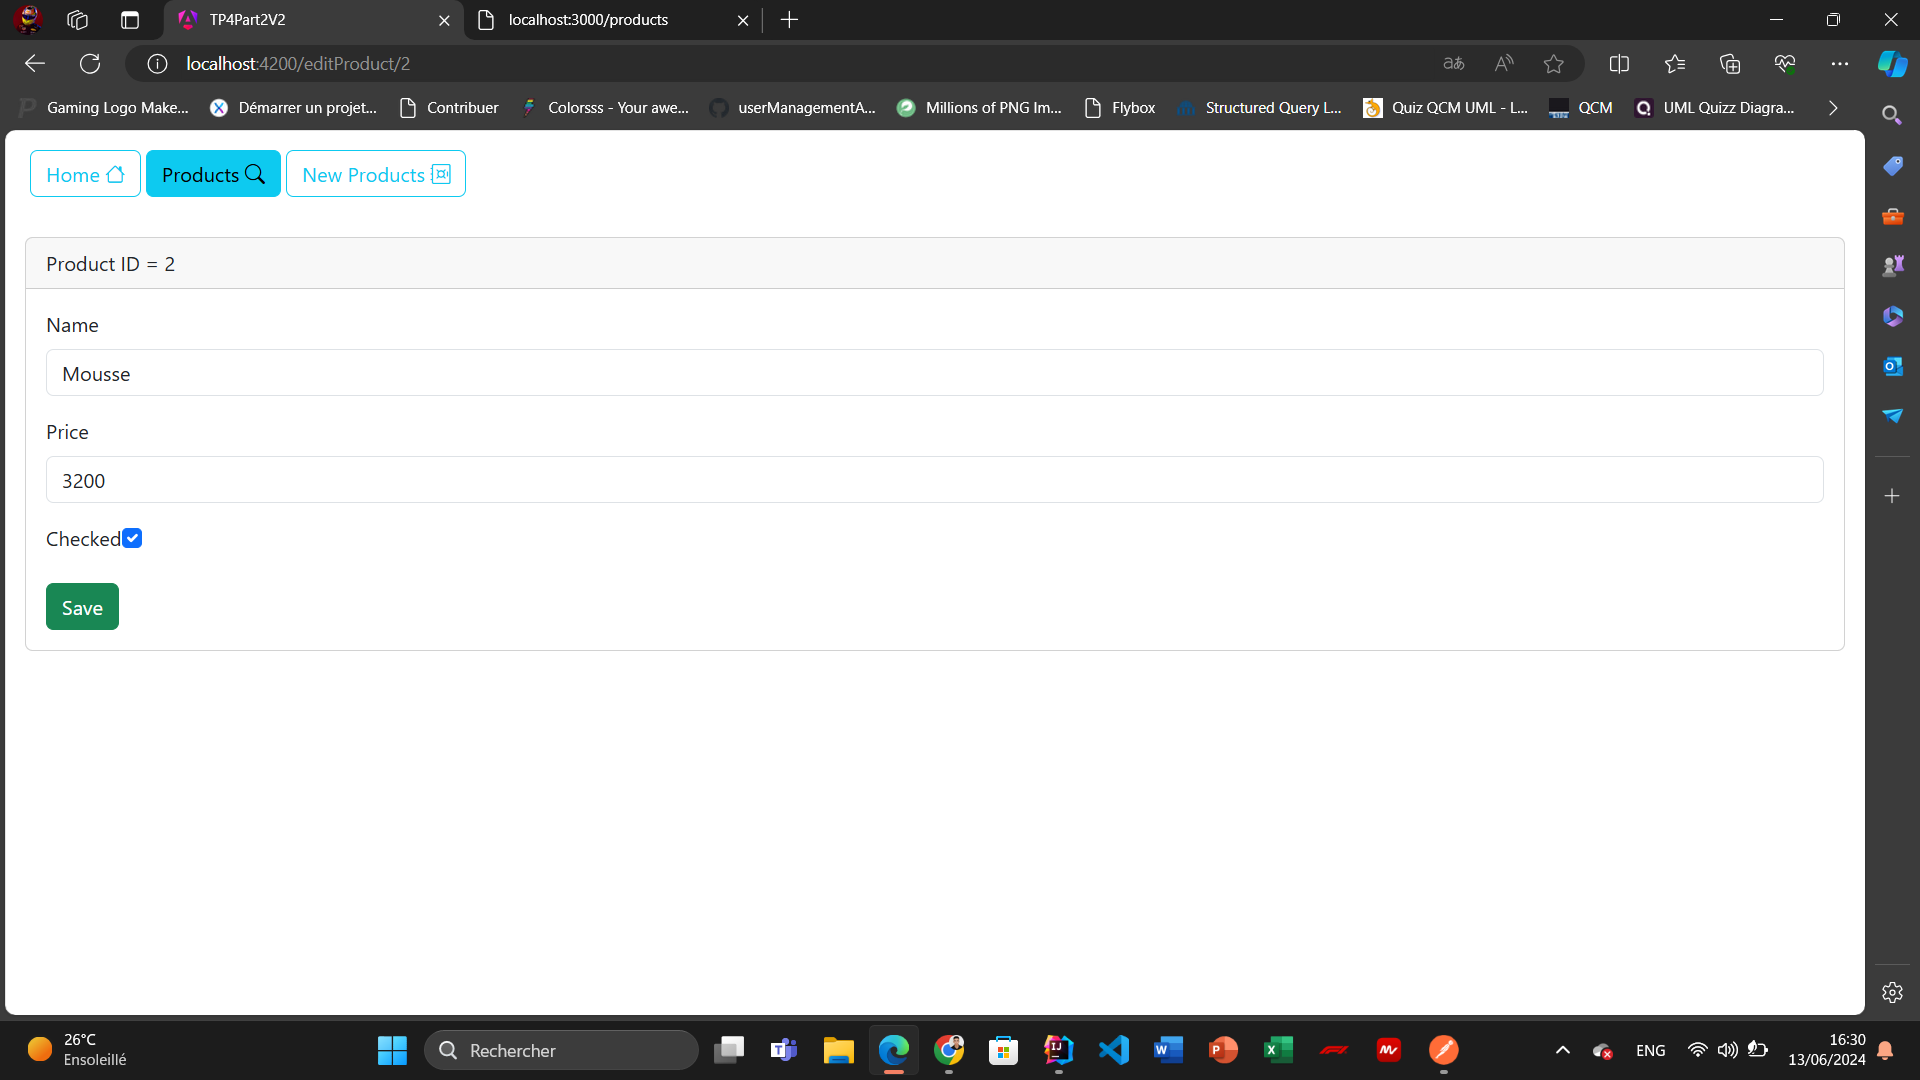 TP4Part2V2
localhost:3000/products
localhost:4200/editProduct/2
Gaming Logo Make...
Démarrer un projet...
Contribuer
Colorsss - Your awe...
userManagementA...
Millions of PNG Im...
Flybox
Structured Query L...
Quiz QCM UML - L...
QCM
UML Quizz Diagra...
Home
Products
New Products
Product ID = 2
Name
Mousse
Price
3200
Checked
Save
26°C
Ensoleillé
Rechercher
ENG
16:30
13/06/2024